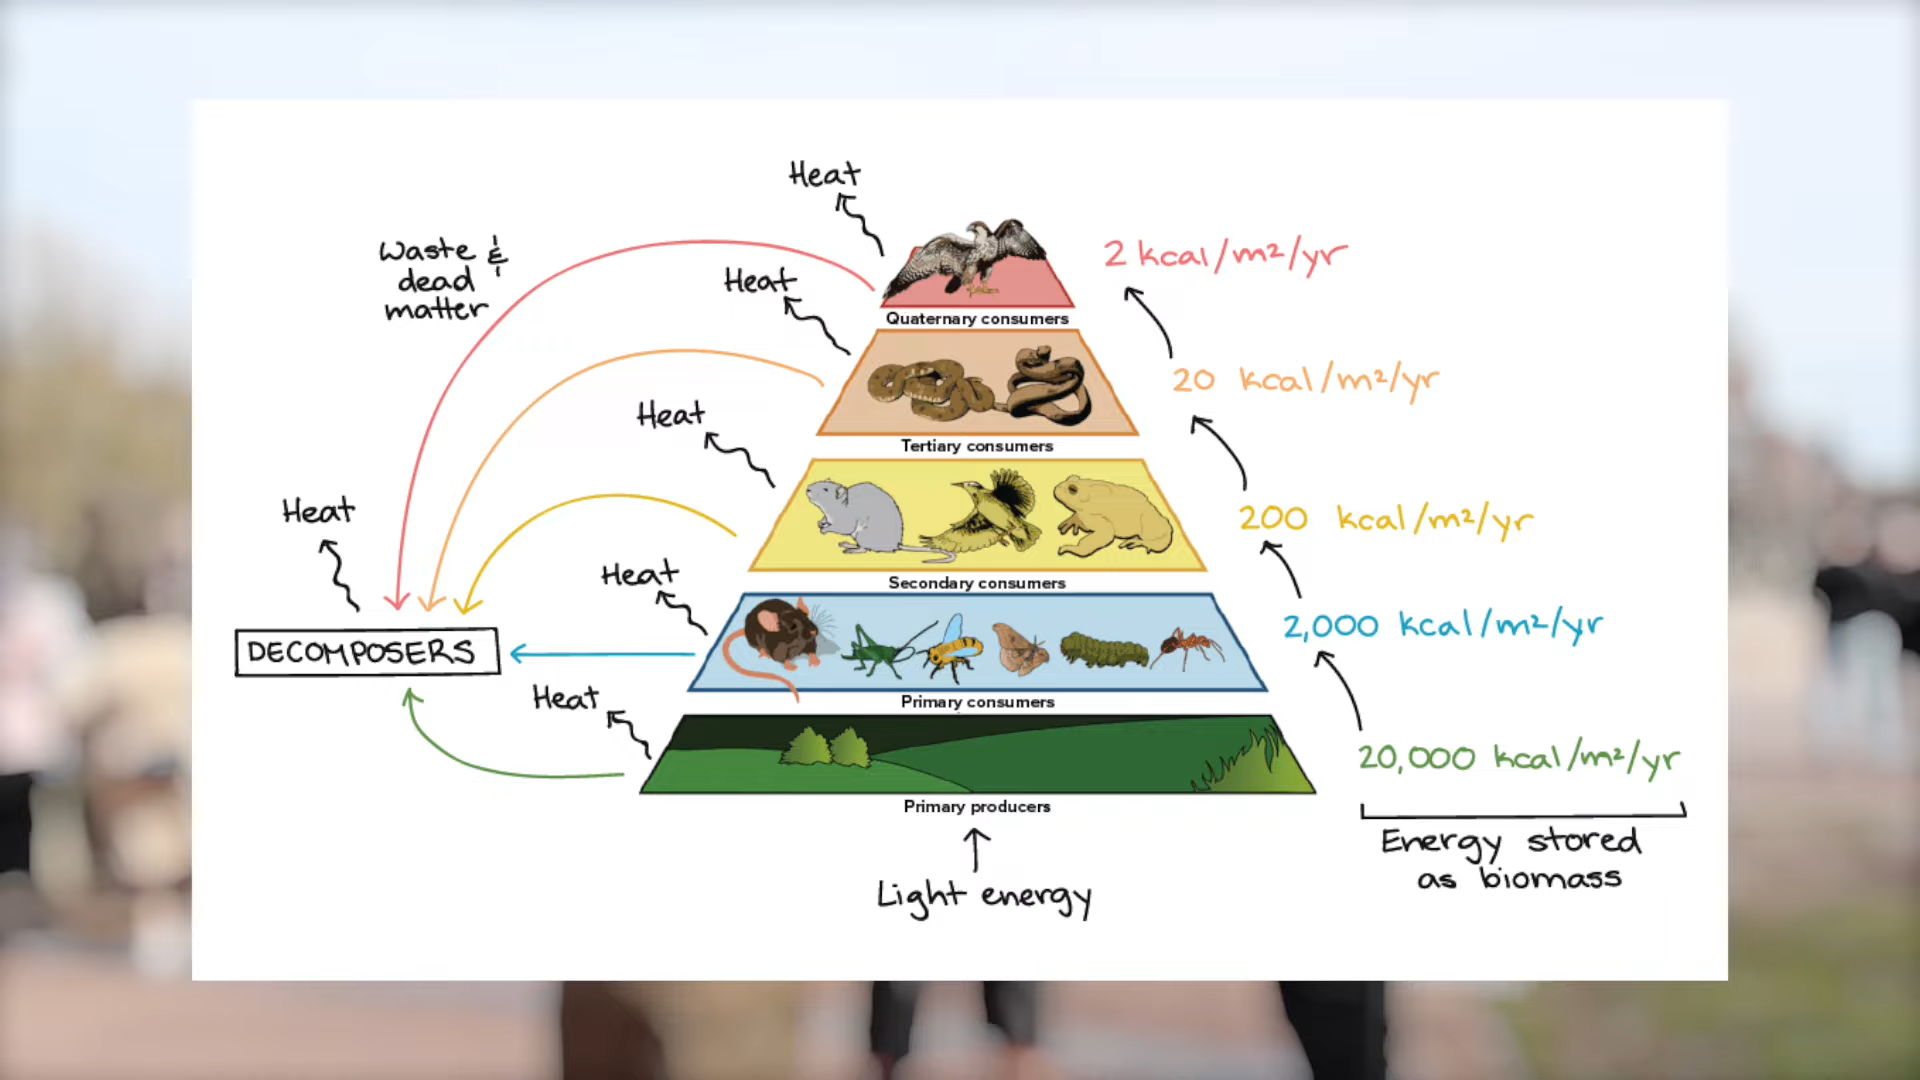 Heat
Waste &
dead
matter
2 kcal/m²/yr
Heat
Quaternary consumers
20 kcal/m²/yr
Heat
Tertiary consumers
Heat
200 kcal/m²/yr
Heat
Secondary consumers
2,000 kcal/m²/yr
DECOMPOSERS
Heat
Primary consumers
20,000 kcal/m²/yr
Primary producers
Energy stored
as biomass
Light energy